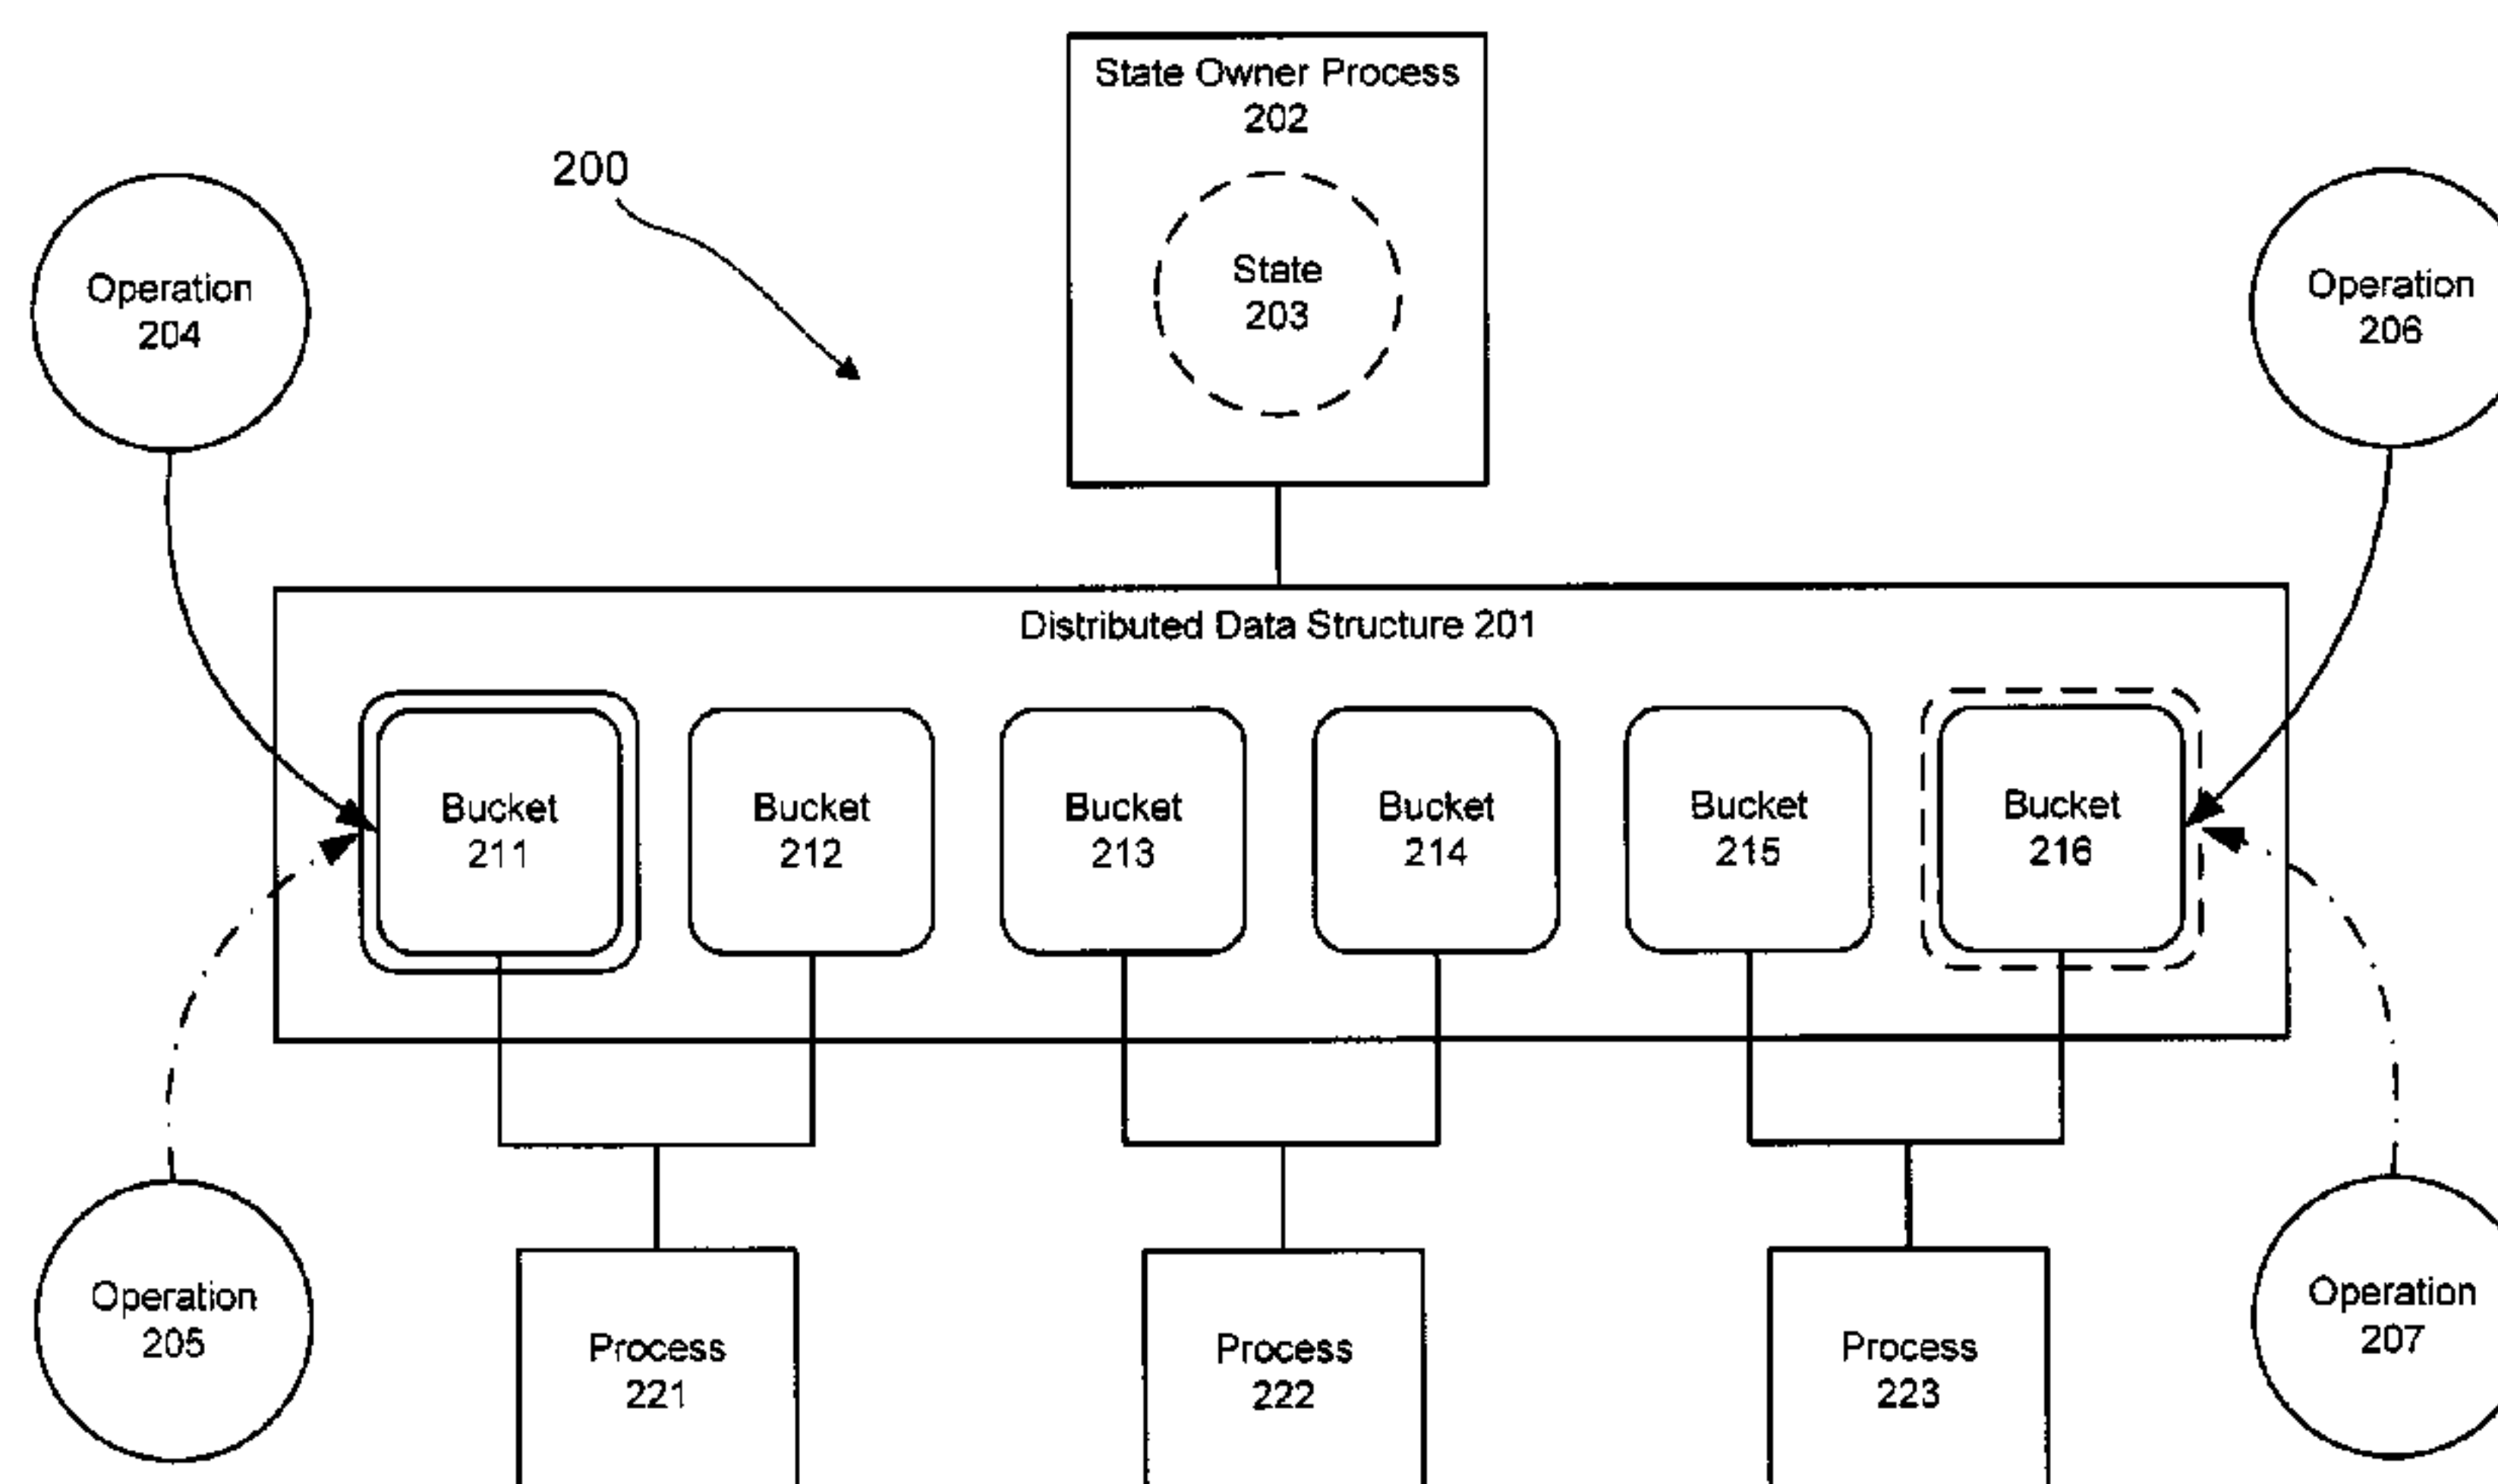 State Owner Process
202
200
State
203
Operation
204
Operation
206
Distributed Data Structure 201
Bucket
211
Bucket
212
Bucket
213
Bucket
214
Bucket
215
Bucket
216
Operation
205
Process
221
Process
222
Process
223
Operation
207